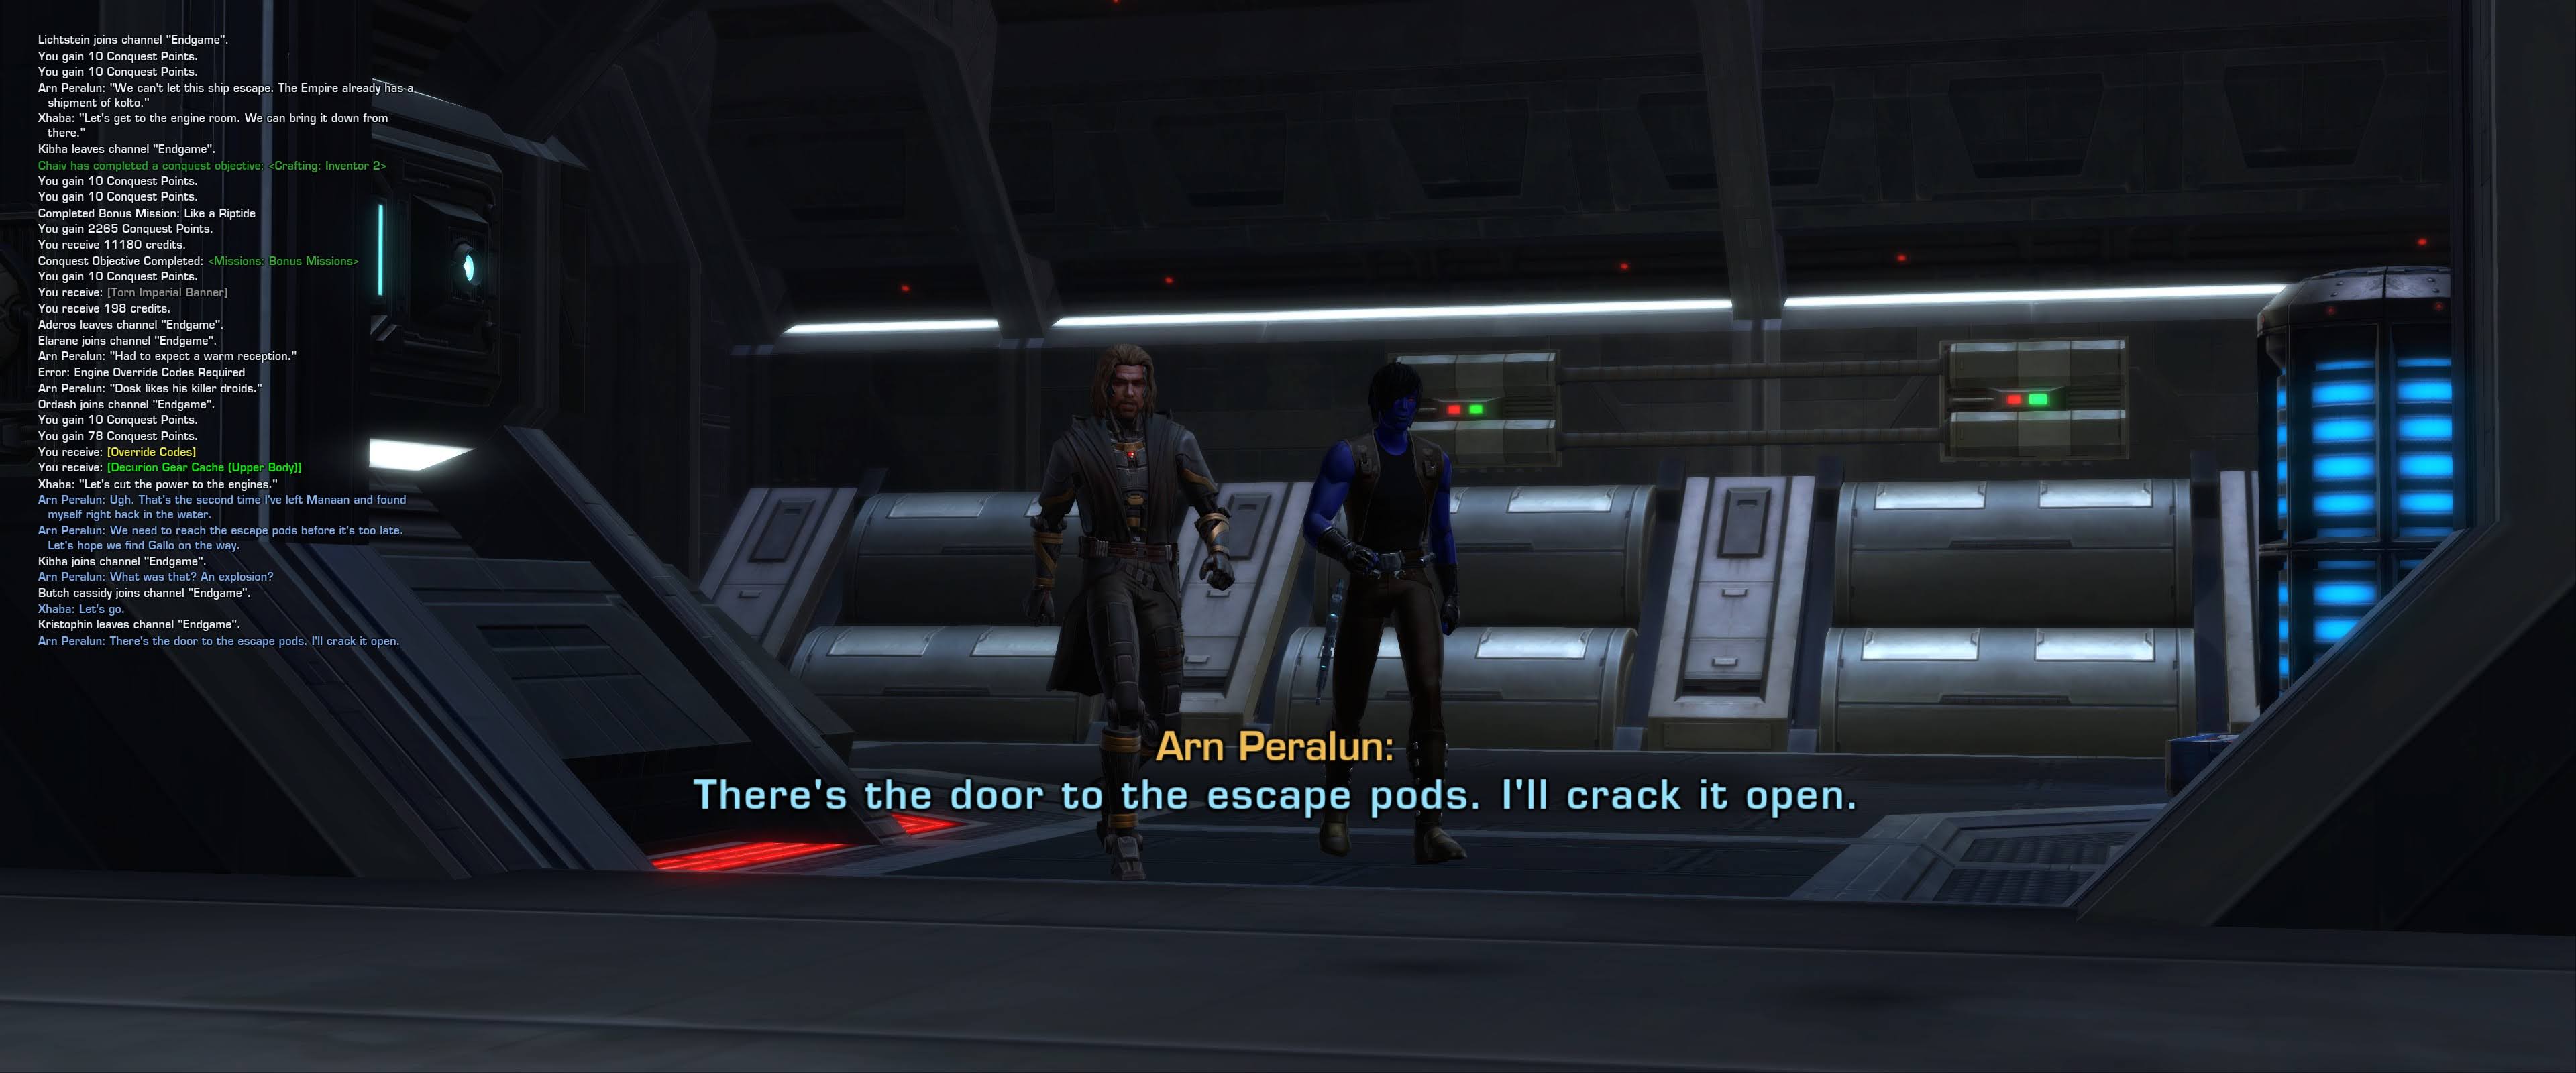 Lichtstein joins channel "Endgame".
You gain 10 Conquest Points.
You gain 10 Conquest Points.
Arn Peralun: "We can't let this ship escape. The Empire already has a
shipment of kolto."
Xhaba: "Let's get to the engine room. We can bring it down from
there."
Kibha leaves channel "Endgame".
Chaiv has completed a conquest objective: <Crafting: Inventor 2>
You gain 10 Conquest Points.
You gain 10 Conquest Points.
Completed Bonus Mission: Like a Riptide
You gain 2265 Conquest Points.
You receive 11180 credits.
Conquest Objective Completed: <Missions: Bonus Missions>
You gain 10 Conquest Points.
You receive: [Torn Imperial Banner]
You receive 198 credits.
Aderos leaves channel "Endgame".
Elarane joins channel "Endgame".
Arn Peralun: "Had to expect a warm reception."
Error: Engine Override Codes Required
Arn Peralun: "Dosk likes his killer droids."
Ordash joins channel "Endgame".
You gain 10 Conquest Points.
You gain 78 Conquest Points.
You receive: [Override Codes]
You receive: [Decurion Gear Cache (Upper Body)]
Xhaba: "Let's cut the power to the engines."
Arn Peralun: Ugh. That's the second time I've left Manaan and found
myself right back in the water.
Arn Peralun: We need to reach the escape pods before it's too late.
Let's hope we find Gallo on the way.
Kibha joins channel "Endgame".
Arn Peralun: What was that? An explosion?
Butch cassidy joins channel "Endgame".
Xhaba: Let's go.
Kristophin leaves channel "Endgame".
Arn Peralun: There's the door to the escape pods. I'll crack it open.
Arn Peralun:
There's the door to the escape pods. I'll crack it open.